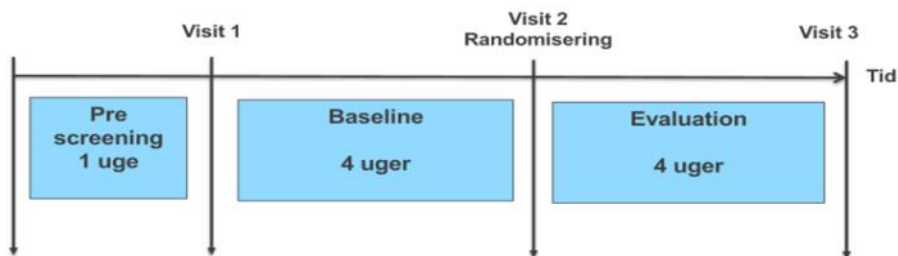 Visit 1
Visit 2
Randomisering
Visit 3
Tid
Pre
screening
1 uge
Baseline
4 uger
Evaluation
4 uger